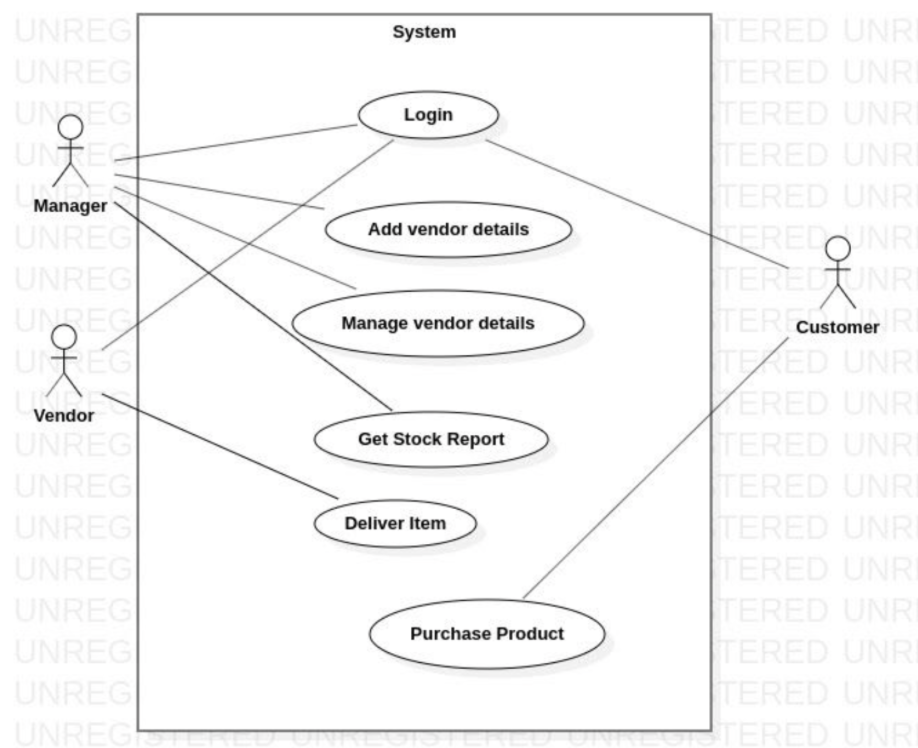 System
Login
Manager
Add vendor details
Customer
Manage vendor details
Vendor
Get Stock Report
Deliver Item
Purchase Product
UNREGISTERED UNREGISTERED UNREGISTERED UNRE